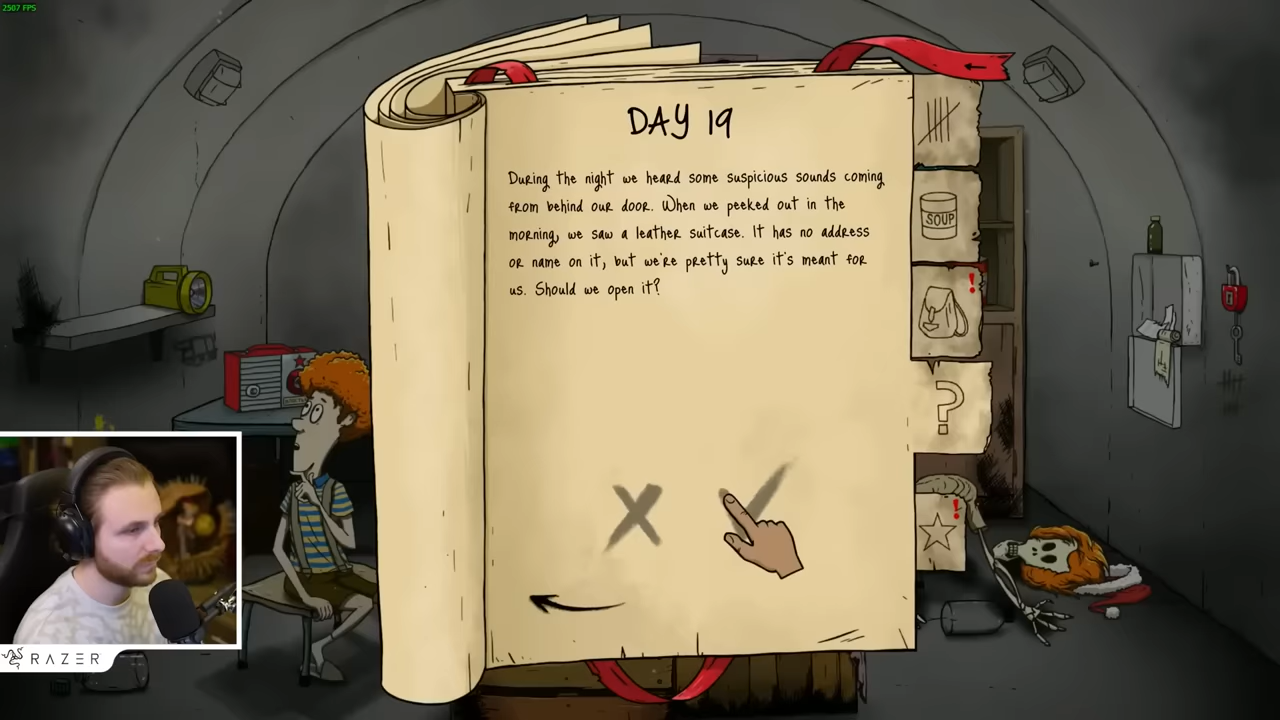 2507 FPS
DAY 19
During the night we heard some suspicious sounds coming
from behind our door. When we peeked out in the
morning, we saw a leather suitcase. It has no address
or name on it, but we're pretty sure it's meant for
us. Should we open it?
SOUP
!
?
!
RAZER